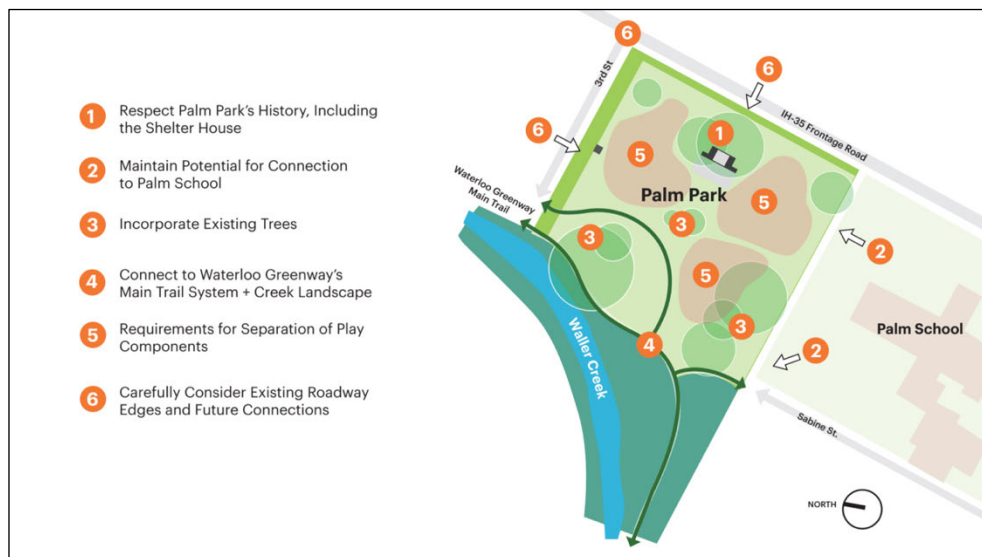 1 Respect Palm Park's History, Including
the Shelter House
2 Maintain Potential for Connection
to Palm School
3 Incorporate Existing Trees
4 Connect to Waterloo Greenway's
Main Trail System + Creek Landscape
5 Requirements for Separation of Play
Components
6 Carefully Consider Existing Roadway
Edges and Future Connections
6
3rd St
6
IH-35 Frontage Road
6
1
5
Palm Park
5
Waterloo Greenway
Main Trail
3
3
2
5
3
Waller Creek
4
2
Palm School
Sabine St.
NORTH